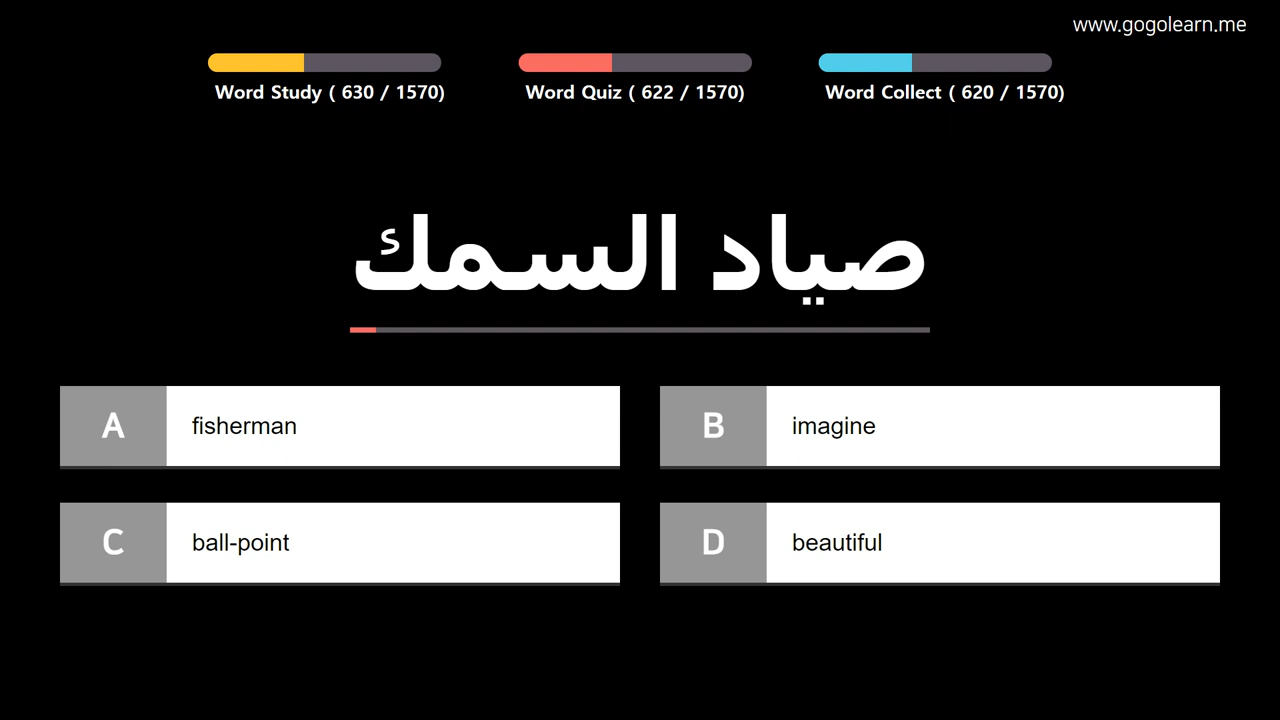 www.gogolearn.me
Word Study ( 630 / 1570)
Word Quiz ( 622 / 1570)
Word Collect ( 620 / 1570)
صياد السمك
A
fisherman
B
imagine
C
ball-point
D
beautiful